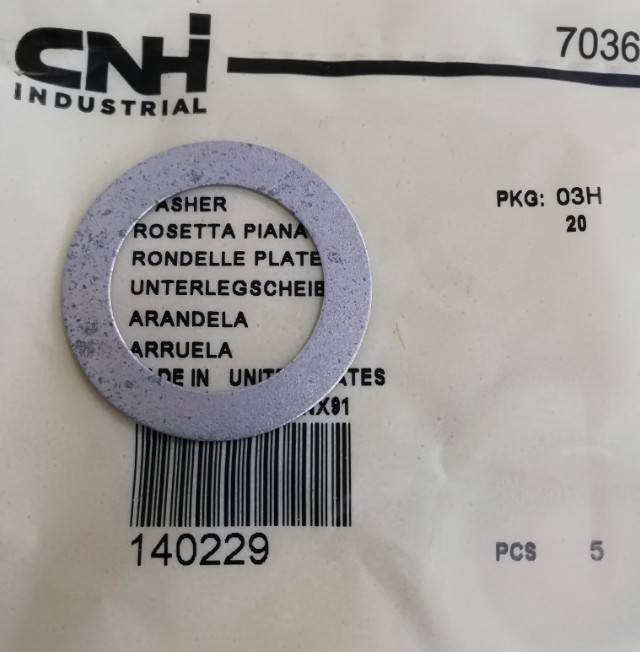 CNH
INDUSTRIAL
7036
PKG: 03H
20
ASHER
ROSETTA PIANA
RONDELLE PLATE
UNTERLEGSCHEIB
ARANDELA
ARRUELA
DE IN UNIT ATES
X91
140229
PCS 5